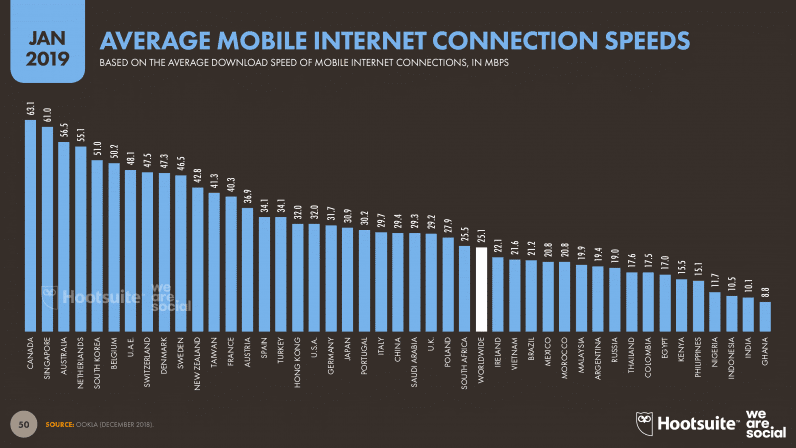 JAN
2019
AVERAGE MOBILE INTERNET CONNECTION SPEEDS
BASED ON THE AVERAGE DOWNLOAD SPEED OF MOBILE INTERNET CONNECTIONS, IN MBPS
63.1
61.0
56.5
55.1
51.0
50.2
48.1
47.5
47.3
46.5
42.8
41.3
40.3
36.9
34.1
34.1
32.0
32.0
31.7
30.9
30.2
29.7
29.4
29.3
29.2
27.9
25.5
25.1
22.1
21.6
21.2
20.8
20.8
19.9
19.4
19.0
17.6
17.5
17.0
15.5
15.1
11.7
10.5
10.1
8.8
Hootsuite™
we
are.
social
CANADA
SINGAPORE
AUSTRALIA
NETHERLANDS
SOUTH KOREA
BELGIUM
U.A.E.
SWITZERLAND
DENMARK
SWEDEN
NEW ZEALAND
TAIWAN
FRANCE
AUSTRIA
SPAIN
TURKEY
HONG KONG
U.S.A.
GERMANY
JAPAN
PORTUGAL
ITALY
CHINA
SAUDI ARABIA
U.K.
POLAND
SOUTH AFRICA
WORLDWIDE
IRELAND
VIETNAM
BRAZIL
MEXICO
MOROCCO
MALAYSIA
ARGENTINA
RUSSIA
THAILAND
COLOMBIA
EGYPT
KENYA
PHILIPPINES
NIGERIA
INDONESIA
INDIA
GHANA
50
SOURCE: OOKLA (DECEMBER 2018).
Hootsuite™
we
are.
social